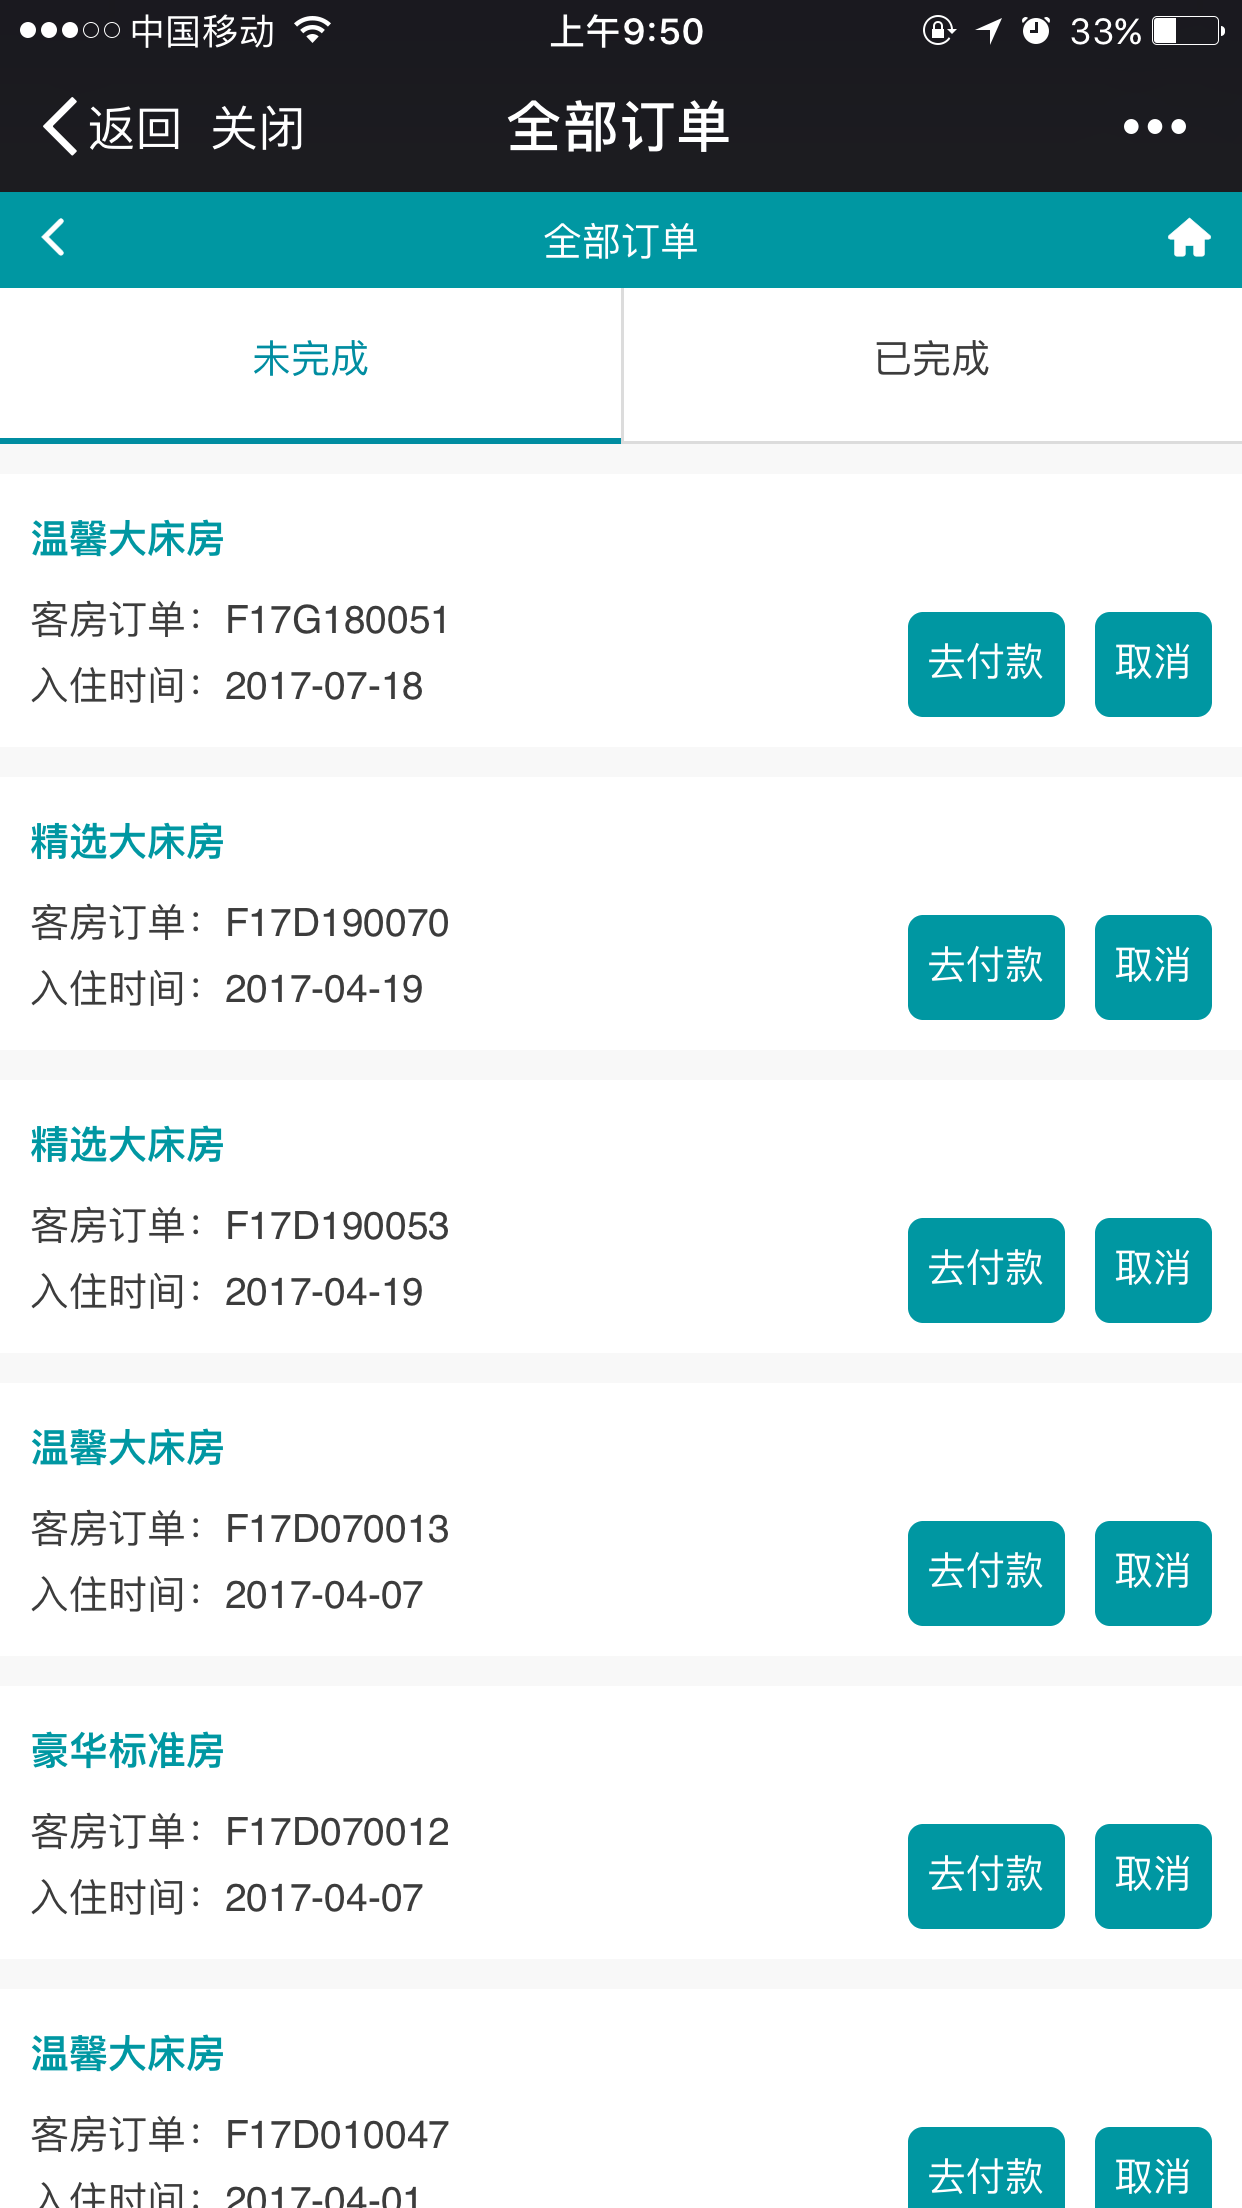 中国移动 上午9:50 33%
返回 关闭 全部订单
全部订单
未完成 已完成
温馨大床房
客房订单：F17G180051
入住时间：2017-07-18
去付款 取消
精选大床房
客房订单：F17D190070
入住时间：2017-04-19
去付款 取消
精选大床房
客房订单：F17D190053
入住时间：2017-04-19
去付款 取消
温馨大床房
客房订单：F17D070013
入住时间：2017-04-07
去付款 取消
豪华标准房
客房订单：F17D070012
入住时间：2017-04-07
去付款 取消
温馨大床房
客房订单：F17D010047
入住时间：2017-04-01
去付款 取消